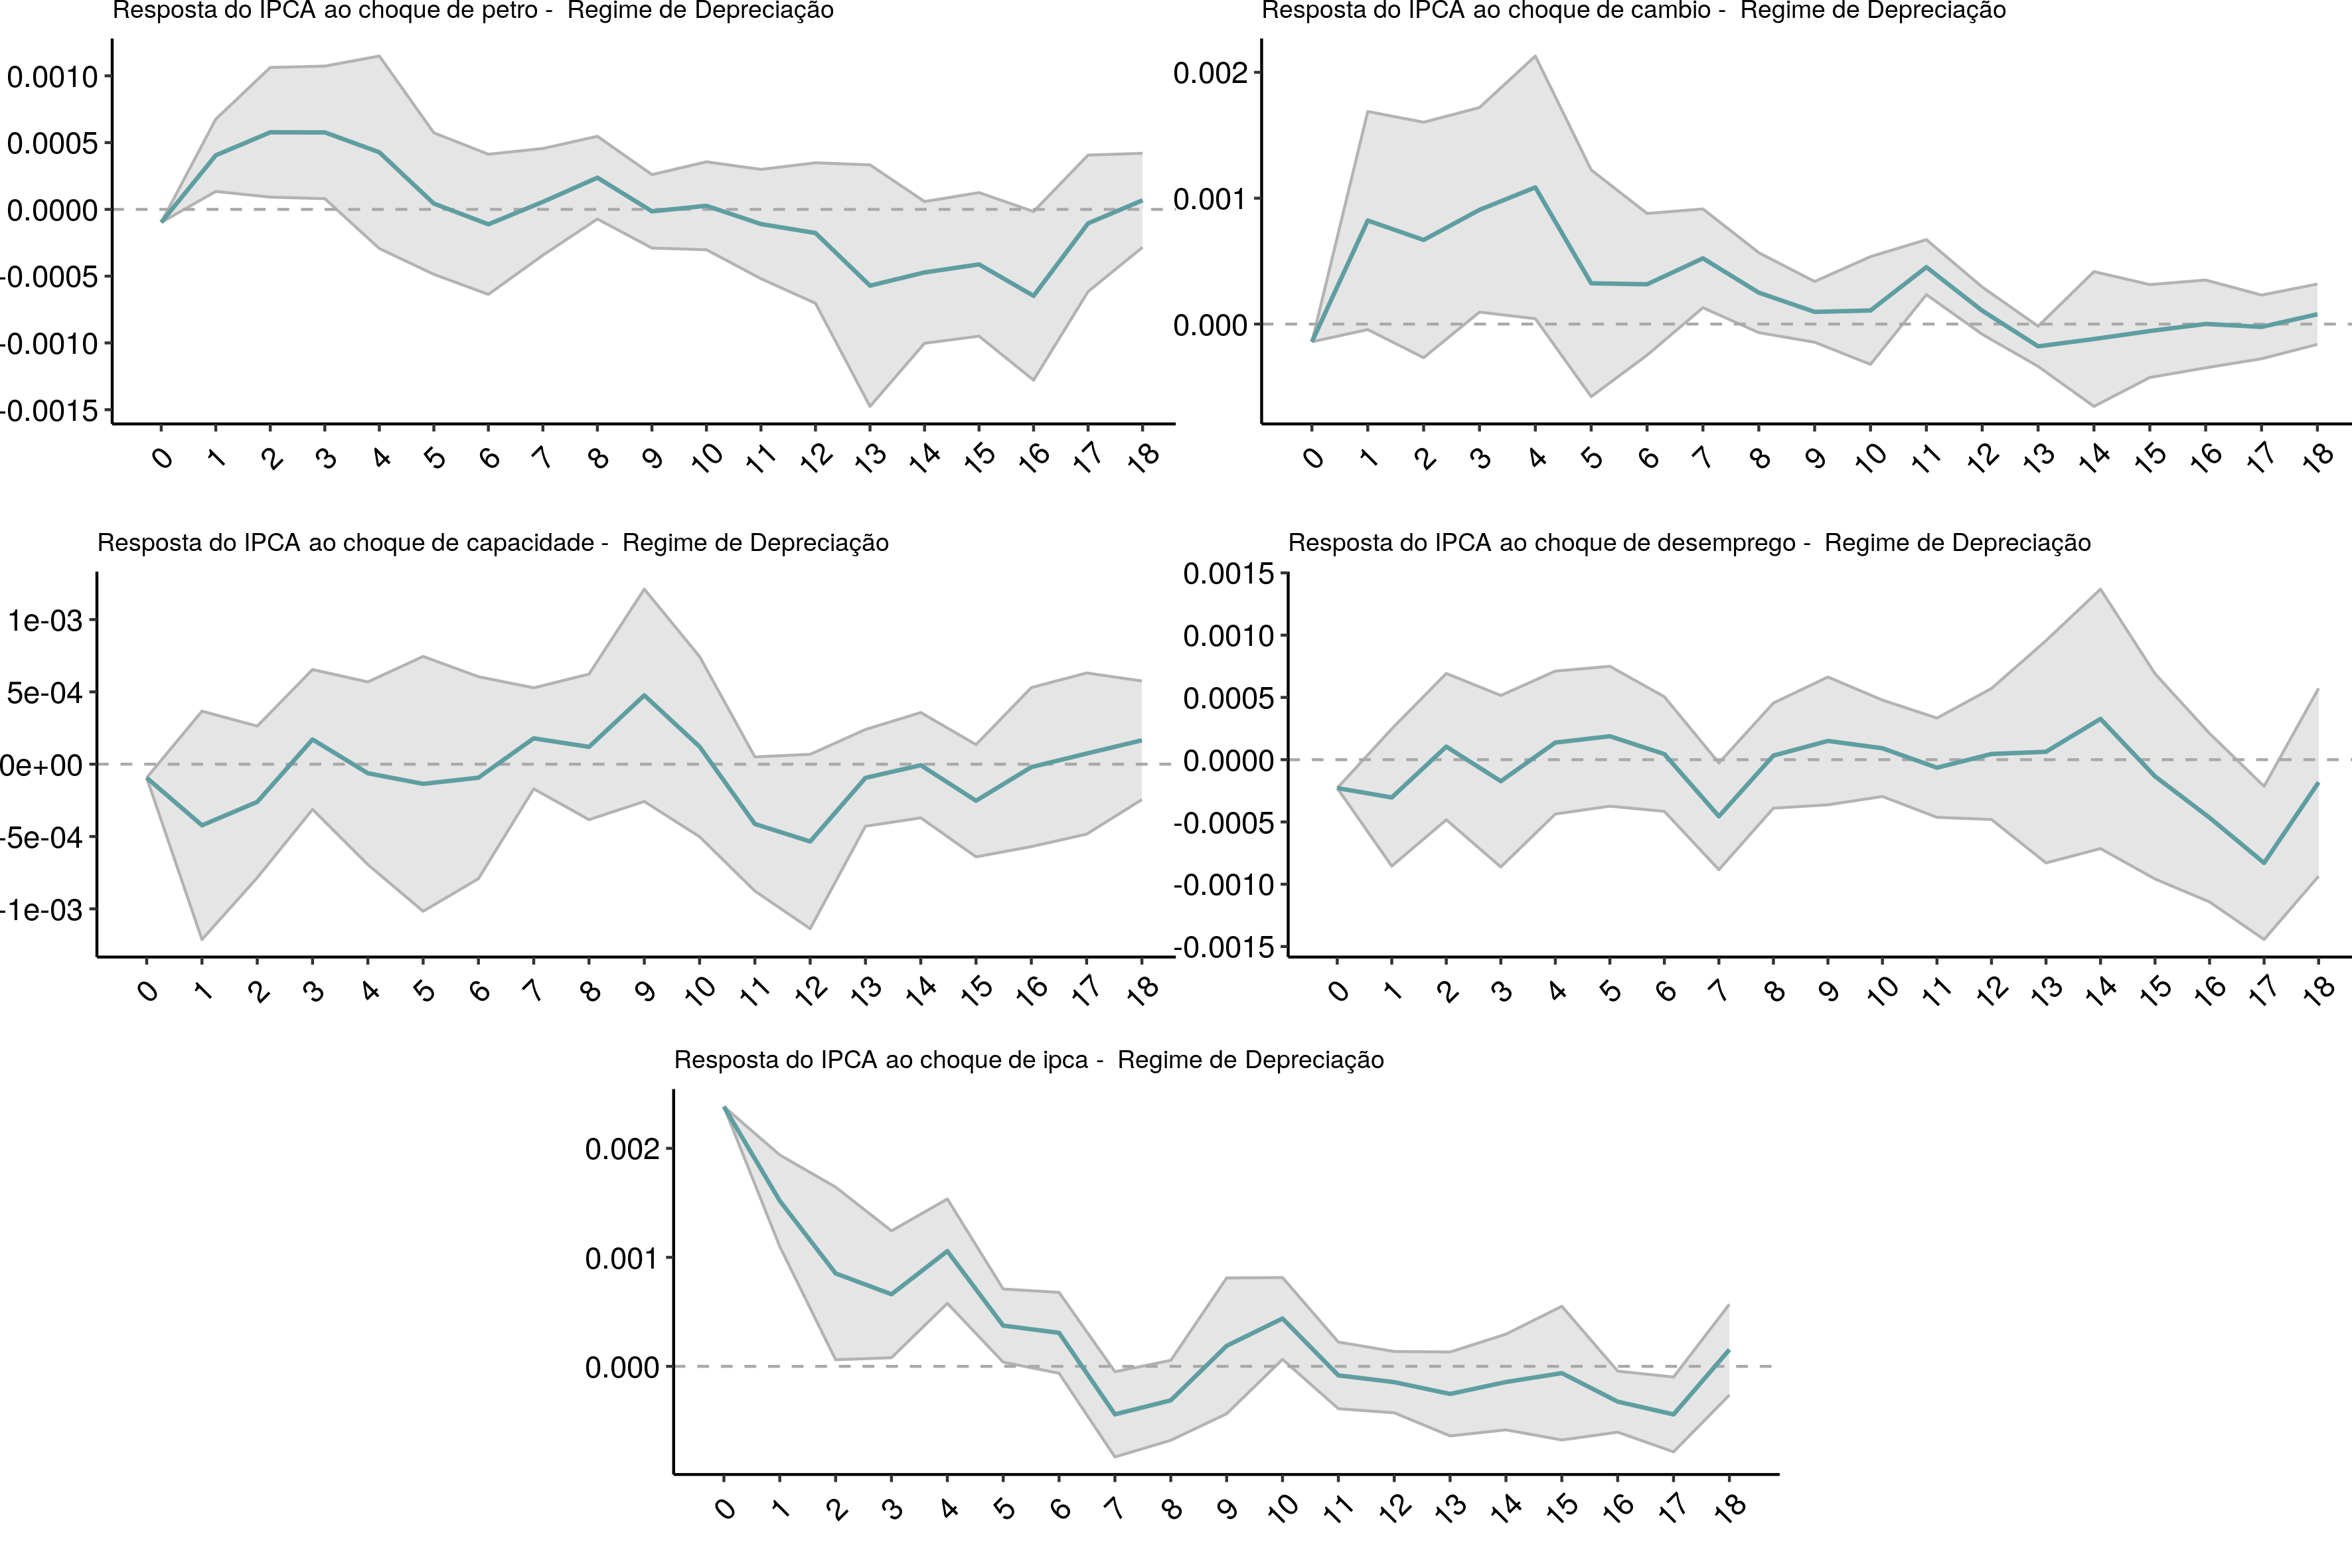 Resposta do IPCA ao choque de petro -  Regime de Depreciação
0.0010
0.0005
0.0000
-0.0005
-0.0010
-0.0015
0 1 2 3 4 5 6 7 8 9 10 11 12 13 14 15 16 17 18
Resposta do IPCA ao choque de cambio -  Regime de Depreciação
0.002
0.001
0.000
0 1 2 3 4 5 6 7 8 9 10 11 12 13 14 15 16 17 18
Resposta do IPCA ao choque de capacidade -  Regime de Depreciação
1e-03
5e-04
0e+00
-5e-04
-1e-03
0 1 2 3 4 5 6 7 8 9 10 11 12 13 14 15 16 17 18
Resposta do IPCA ao choque de desemprego -  Regime de Depreciação
0.0015
0.0010
0.0005
0.0000
-0.0005
-0.0010
-0.0015
0 1 2 3 4 5 6 7 8 9 10 11 12 13 14 15 16 17 18
Resposta do IPCA ao choque de ipca -  Regime de Depreciação
0.002
0.001
0.000
0 1 2 3 4 5 6 7 8 9 10 11 12 13 14 15 16 17 18